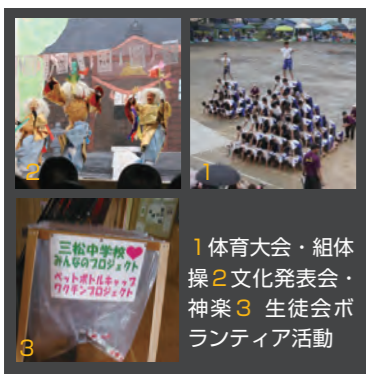 2
1
三松中学校♥
みんなのプロジェクト
ペットボトルキャップ
ワクチンプロジェクト
3
1体育大会・組体
操2文化発表会・
神楽3 生徒会ボ
ランティア活動